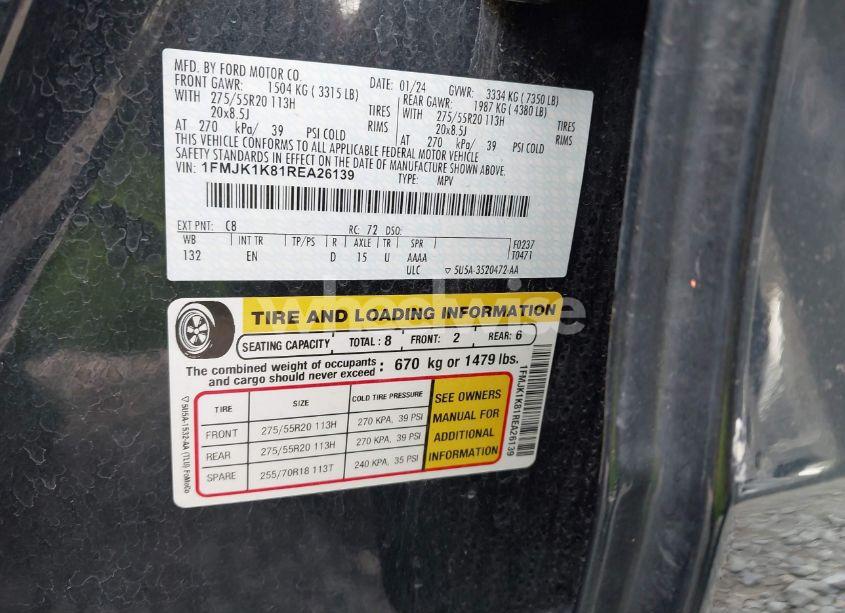 MFD. BY FORD MOTOR CO.
DATE: 01/24 GVWR: 3334 KG ( 7350 LB)
FRONT GAWR: 1504 KG ( 3315 LB) REAR GAWR: 1987 KG ( 4380 LB)
WITH 275/55R20 113H TIRES WITH 275/55R20 113H TIRES
20x8.5J RIMS 20x8.5J RIMS
AT 270 kPa/ 39 PSI COLD AT 270 kPa/ 39 PSI COLD
THIS VEHICLE CONFORMS TO ALL APPLICABLE FEDERAL MOTOR VEHICLE
SAFETY STANDARDS IN EFFECT ON THE DATE OF MANUFACTURE SHOWN ABOVE.
VIN: 1FMJK1K81REA26139
TYPE: MPV
EXT PNT: C8 RC: 72 DSO:
WB INT TR TP/PS R AXLE TR SPR F0237
132 EN D 15 U AAAA T0471
ULC ▽ 5U5A-3520472-AA
wheelwise
TIRE AND LOADING INFORMATION
SEATING CAPACITY TOTAL : 8 FRONT: 2 REAR: 6
The combined weight of occupants and cargo should never exceed : 670 kg or 1479 lbs.
TIRE SIZE COLD TIRE PRESSURE
FRONT 275/55R20 113H 270 KPA, 39 PSI
REAR 275/55R20 113H 270 KPA, 39 PSI
SPARE 255/70R18 113T 240 KPA, 35 PSI
SEE OWNERS
MANUAL FOR
ADDITIONAL
INFORMATION
▽ 5U5A-1532-AA (TLU) FoMoCo
1FMJK1K81REA26139